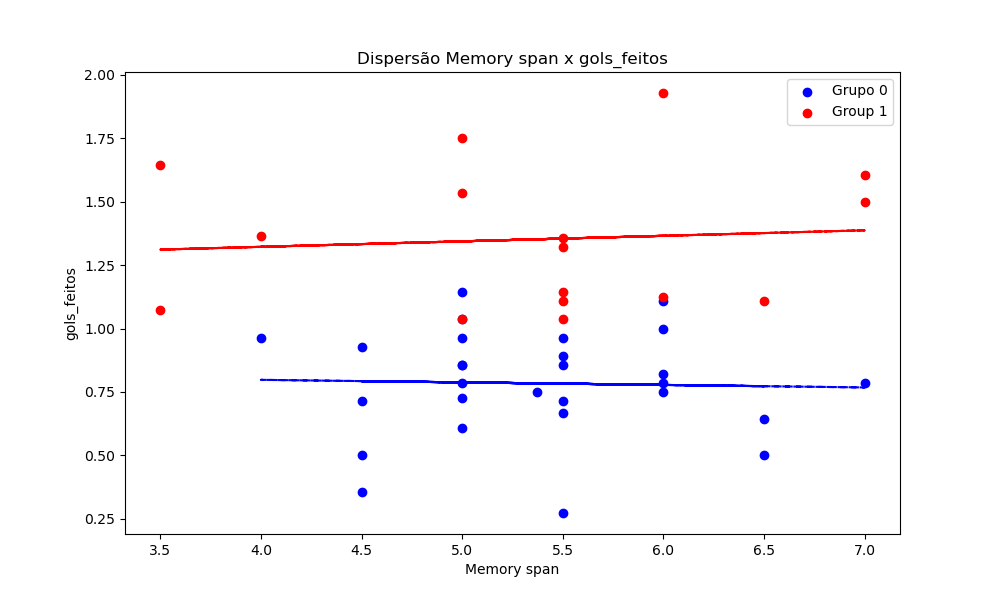 Dispersão Memory span x gols_feitos
Grupo 0
Group 1
gols_feitos
2.00
1.75
1.50
1.25
1.00
0.75
0.50
0.25
3.5 4.0 4.5 5.0 5.5 6.0 6.5 7.0
Memory span